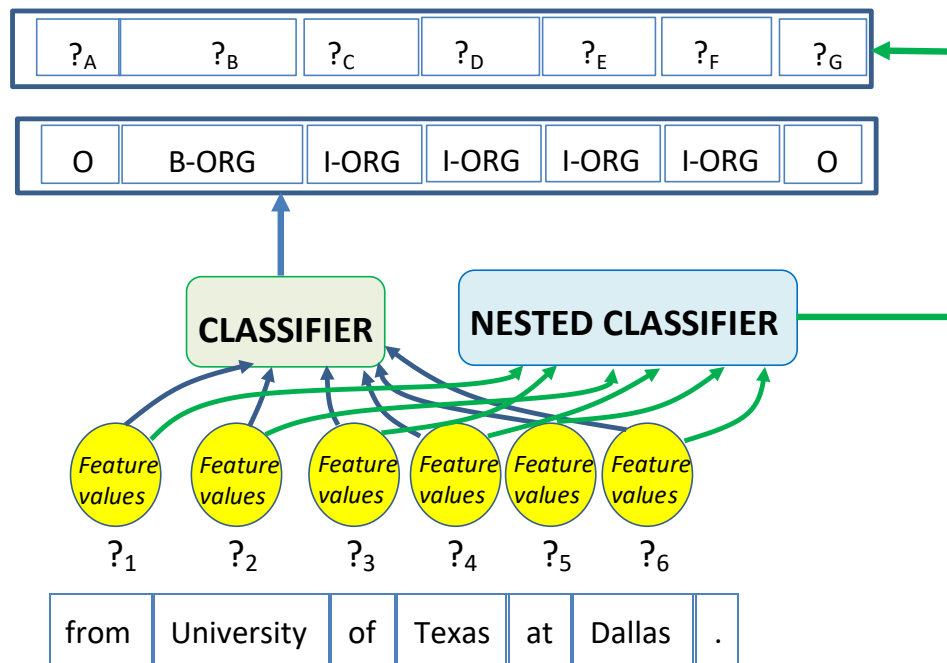 ?A ?B ?C ?D ?E ?F ?G
O B-ORG I-ORG I-ORG I-ORG I-ORG O
CLASSIFIER NESTED CLASSIFIER
Feature Feature Feature Feature Feature Feature
values values values values values values
?1 ?2 ?3 ?4 ?5 ?6
from University of Texas at Dallas .